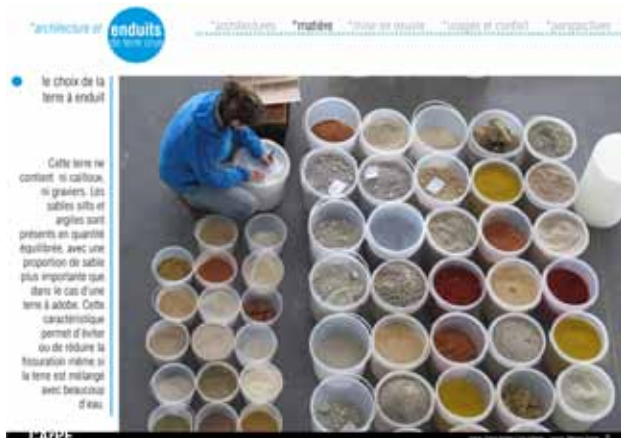 *architecture et
enduits
de terre crue
*architectures *matière *mise en oeuvre *usages et confort *perspectives
le choix de la
terre à enduit
Cette terre ne
contient ni cailloux,
ni graviers. Les
sables silts et
argiles sont
présents en quantité
équilibrée, avec une
proportion de sable
plus importante que
dans le cas d'une
terre à adobe. Cette
caractéristique
permet d'éviter
ou de réduire la
fissuration même si
la terre est mélangé
avec beaucoup
d'eau.